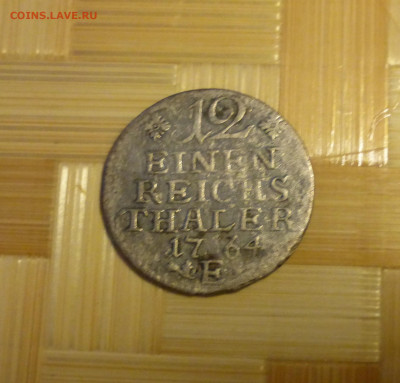 COINS.LAVE.RU
12
EINEN
REICHS
THALER
1764
E